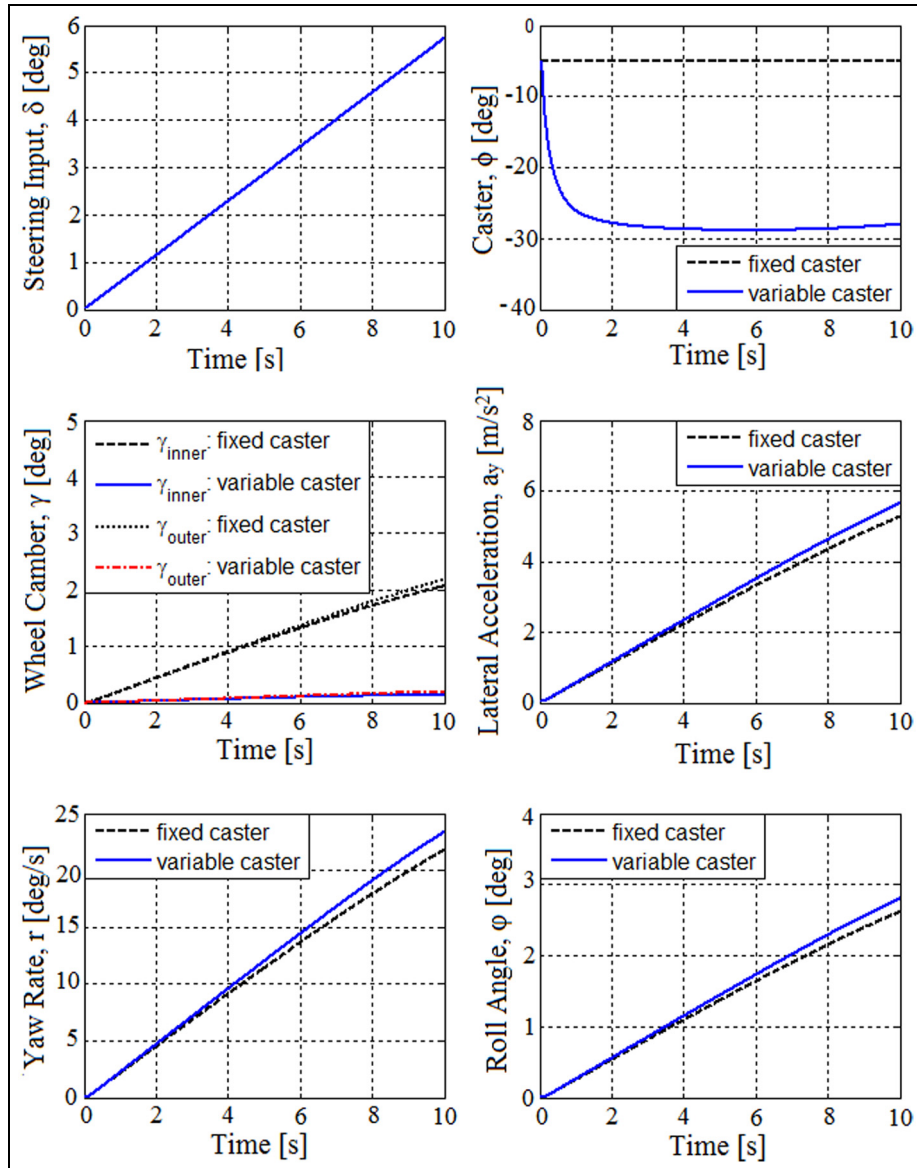 Steering Input, δ [deg]
6
5
4
3
2
1
0
0 2 4 6 8 10
Time [s]
Caster, ϕ [deg]
0
-10
-20
-30
-40
fixed caster
variable caster
0 2 4 6 8 10
Time [s]
Wheel Camber, γ [deg]
5
4
3
2
1
0
γinner: fixed caster
γinner: variable caster
γouter: fixed caster
γouter: variable caster
0 2 4 6 8 10
Time [s]
Lateral Acceleration, ay [m/s²]
8
6
4
2
0
fixed caster
variable caster
0 2 4 6 8 10
Time [s]
Yaw Rate, r [deg/s]
25
20
15
10
5
0
fixed caster
variable caster
0 2 4 6 8 10
Time [s]
Roll Angle, φ [deg]
4
3
2
1
0
fixed caster
variable caster
0 2 4 6 8 10
Time [s]